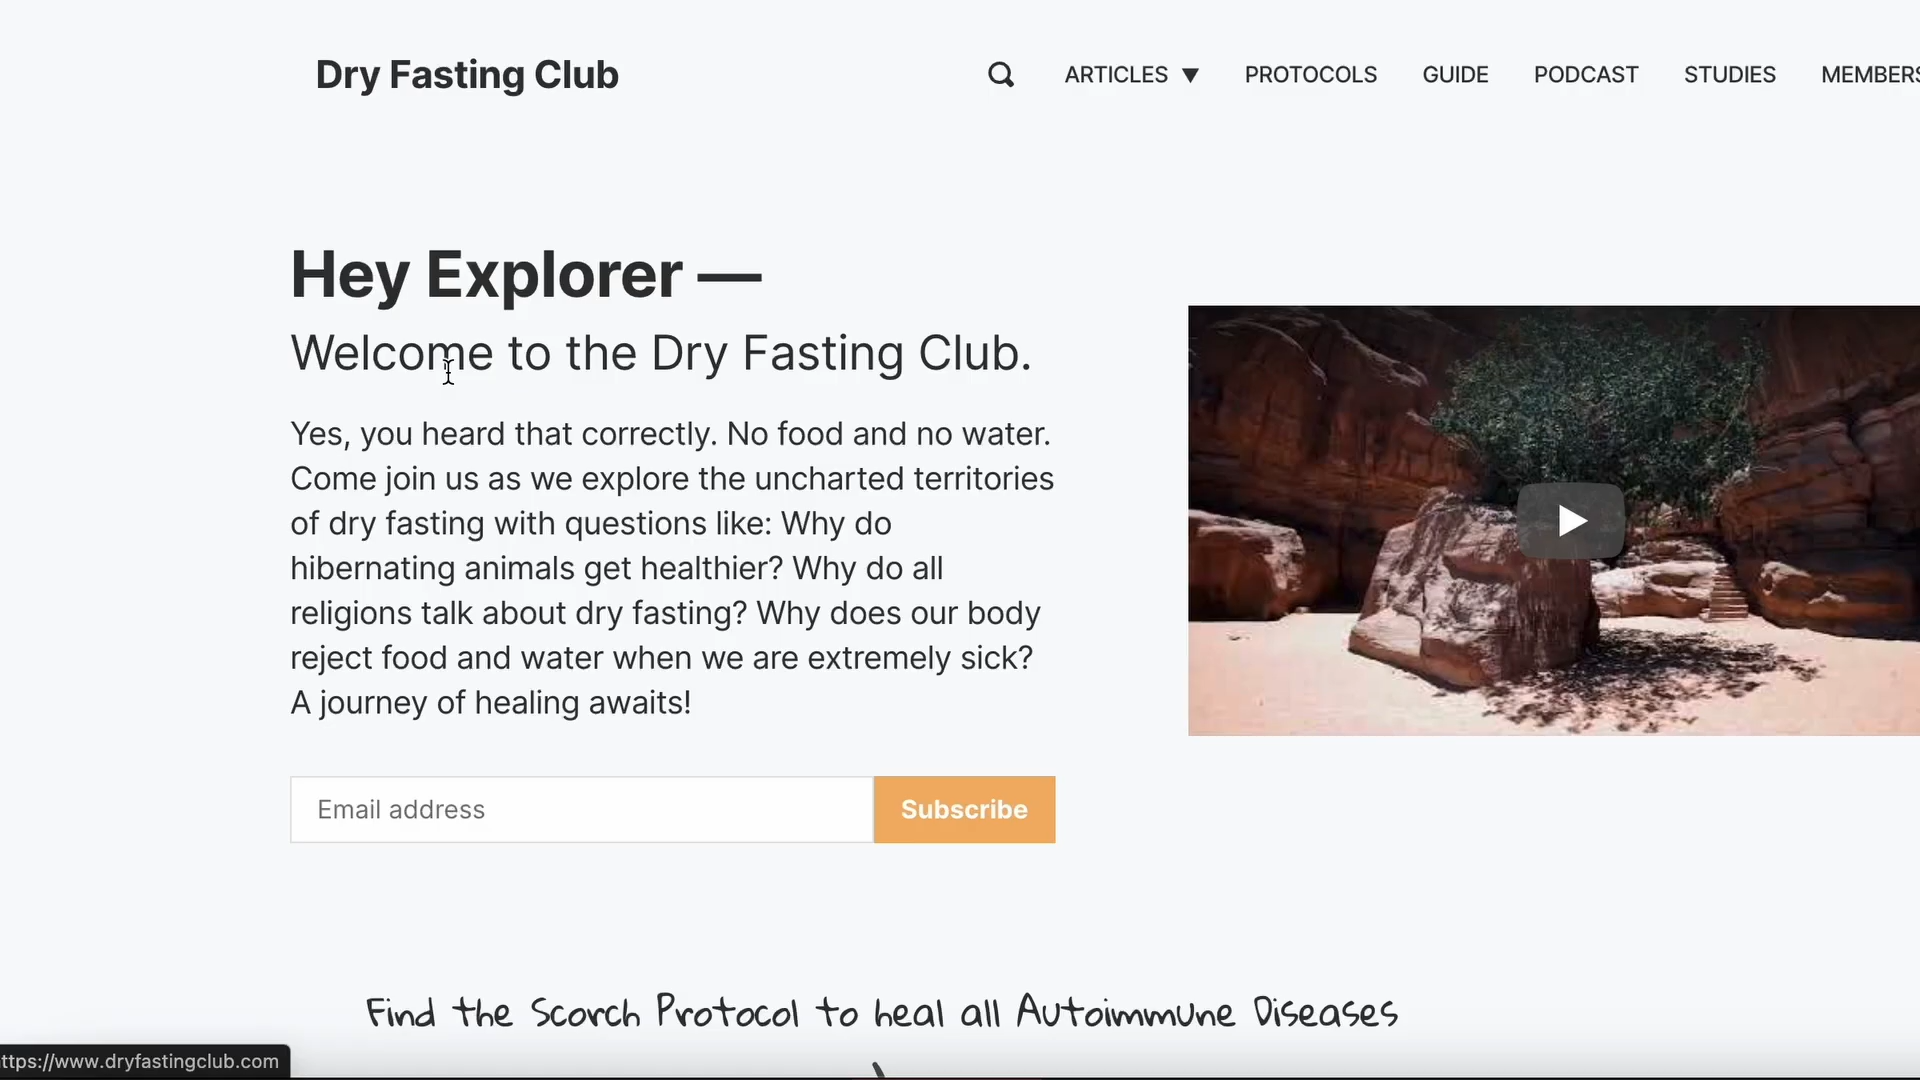 Dry Fasting Club
ARTICLES ▼ PROTOCOLS GUIDE PODCAST STUDIES MEMBERS
Hey Explorer —
Welcome to the Dry Fasting Club.
Yes, you heard that correctly. No food and no water.
Come join us as we explore the uncharted territories
of dry fasting with questions like: Why do
hibernating animals get healthier? Why do all
religions talk about dry fasting? Why does our body
reject food and water when we are extremely sick?
A journey of healing awaits!
Email address
Subscribe
Find the Scorch Protocol to heal all Autoimmune Diseases
ttps://www.dryfastingclub.com